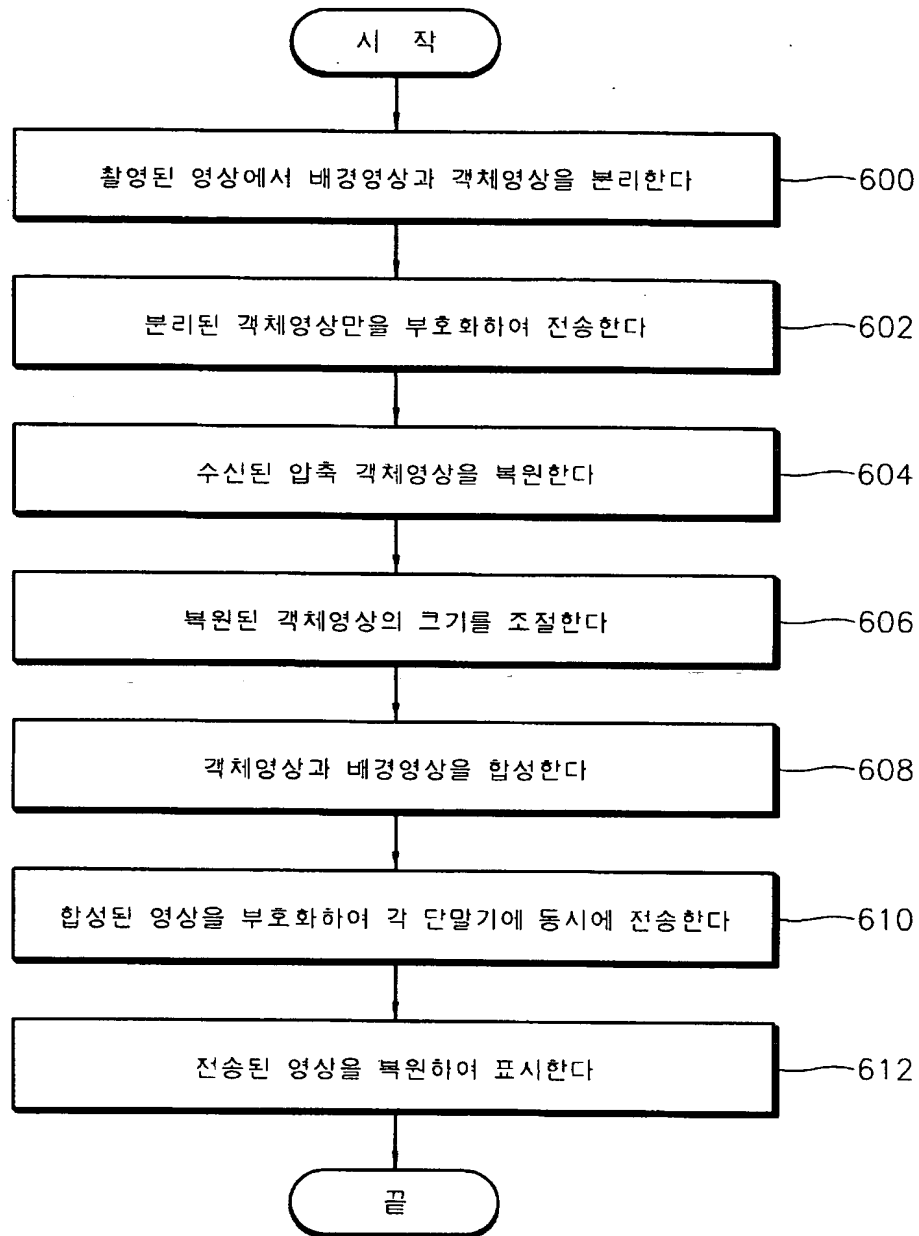 시 작
촬영된 영상에서 배경영상과 객체영상을 분리한다
600
분리된 객체영상만을 부호화하여 전송한다
602
수신된 압축 객체영상을 복원한다
604
복원된 객체영상의 크기를 조절한다
606
객체영상과 배경영상을 합성한다
608
합성된 영상을 부호화하여 각 단말기에 동시에 전송한다
610
전송된 영상을 복원하여 표시한다
612
끝